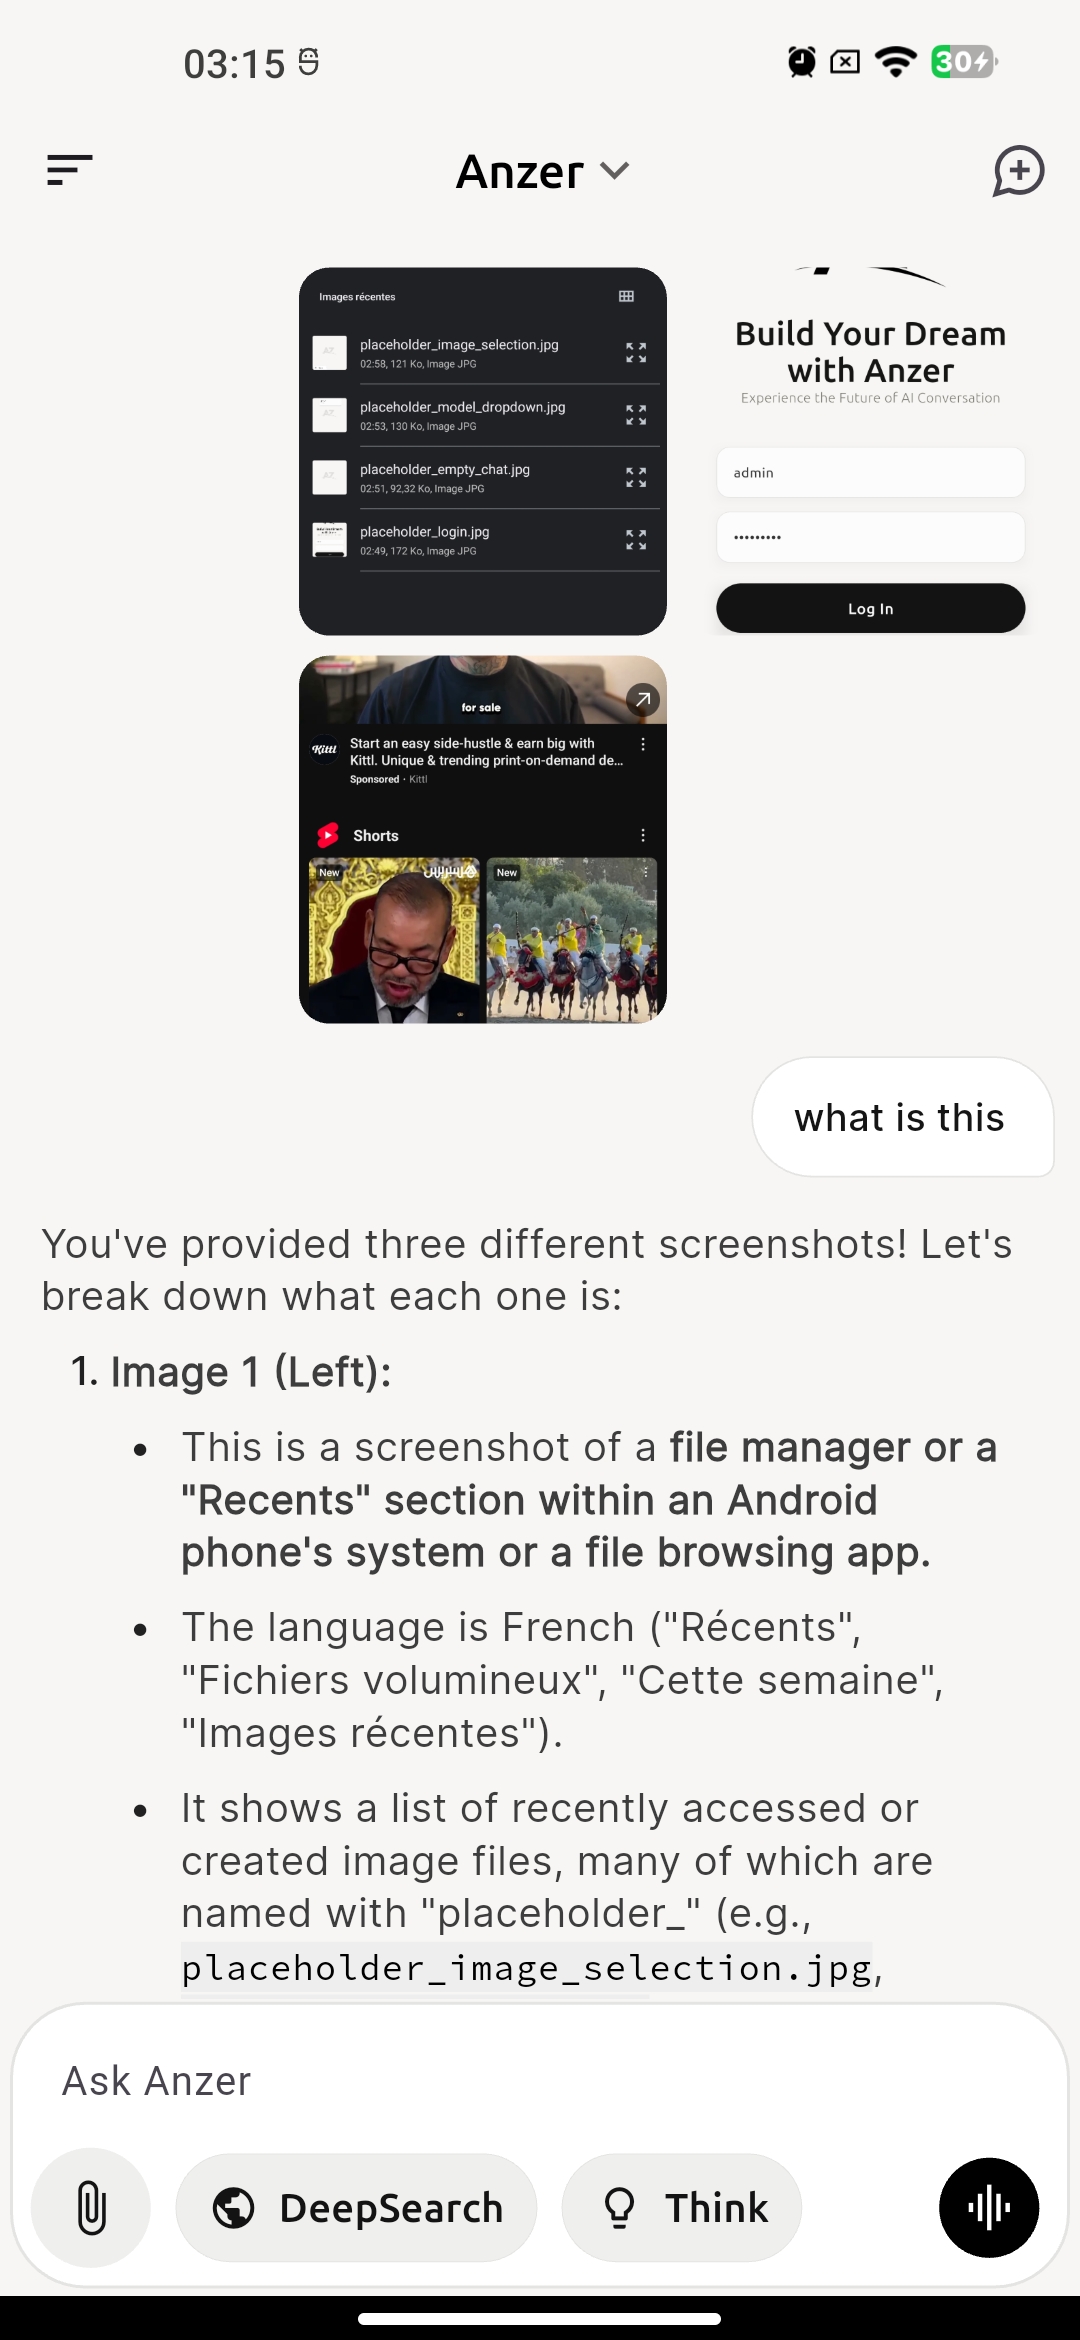 03:15
30
Anzer
Images récentes
placeholder_image_selection.jpg
02:58, 121 Ko, Image JPG
placeholder_model_dropdown.jpg
02:53, 130 Ko, Image JPG
placeholder_empty_chat.jpg
02:51, 92,32 Ko, Image JPG
placeholder_login.jpg
02:49, 172 Ko, Image JPG
Build Your Dream
with Anzer
Experience the Future of AI Conversation
admin
•••••••••
Log In
for sale
Kittl
Start an easy side-hustle & earn big with
Kittl. Unique & trending print-on-demand de...
Sponsored · Kittl
Shorts
New
New
what is this
You've provided three different screenshots! Let's
break down what each one is:
1. Image 1 (Left):
• This is a screenshot of a file manager or a
"Recents" section within an Android
phone's system or a file browsing app.
• The language is French ("Récents",
"Fichiers volumineux", "Cette semaine",
"Images récentes").
• It shows a list of recently accessed or
created image files, many of which are
named with "placeholder_" (e.g.,
placeholder_image_selection.jpg,
Ask Anzer
DeepSearch
Think